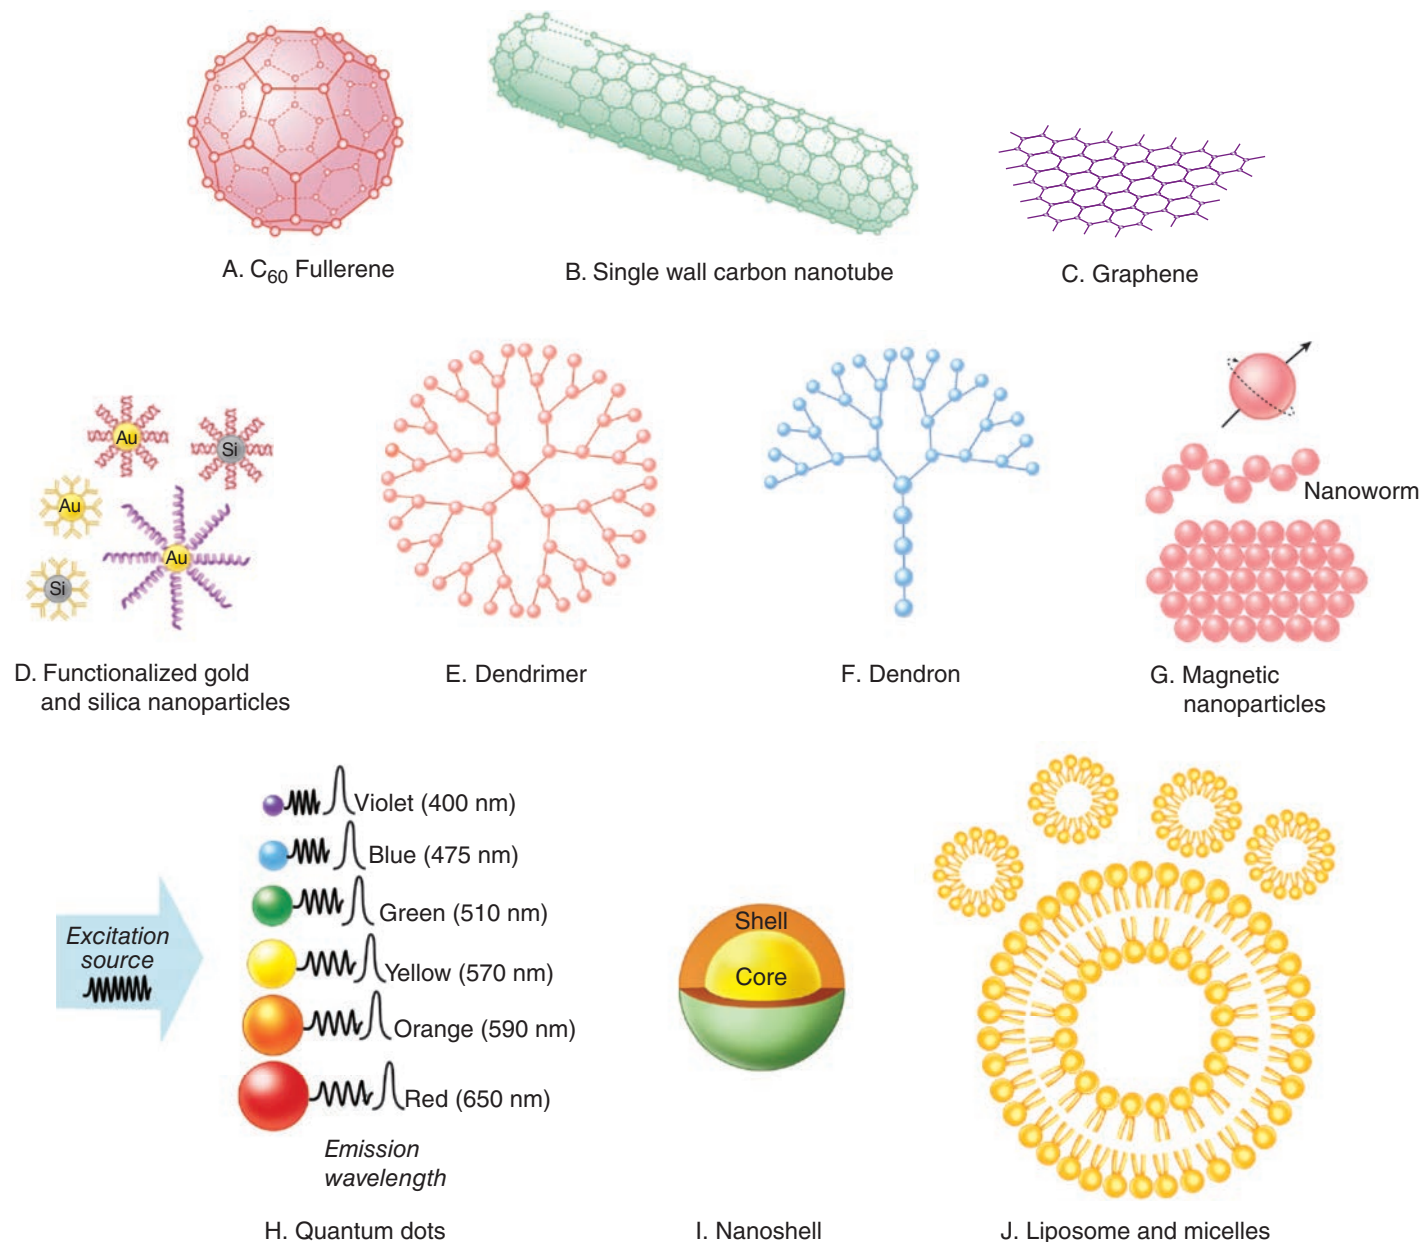 A. C60 Fullerene
B. Single wall carbon nanotube
C. Graphene
Au
Si
Au
Au
Si
D. Functionalized gold
and silica nanoparticles
E. Dendrimer
F. Dendron
Nanoworm
G. Magnetic
nanoparticles
Excitation
source
Violet (400 nm)
Blue (475 nm)
Green (510 nm)
Yellow (570 nm)
Orange (590 nm)
Red (650 nm)
Emission
wavelength
H. Quantum dots
Shell
Core
I. Nanoshell
J. Liposome and micelles